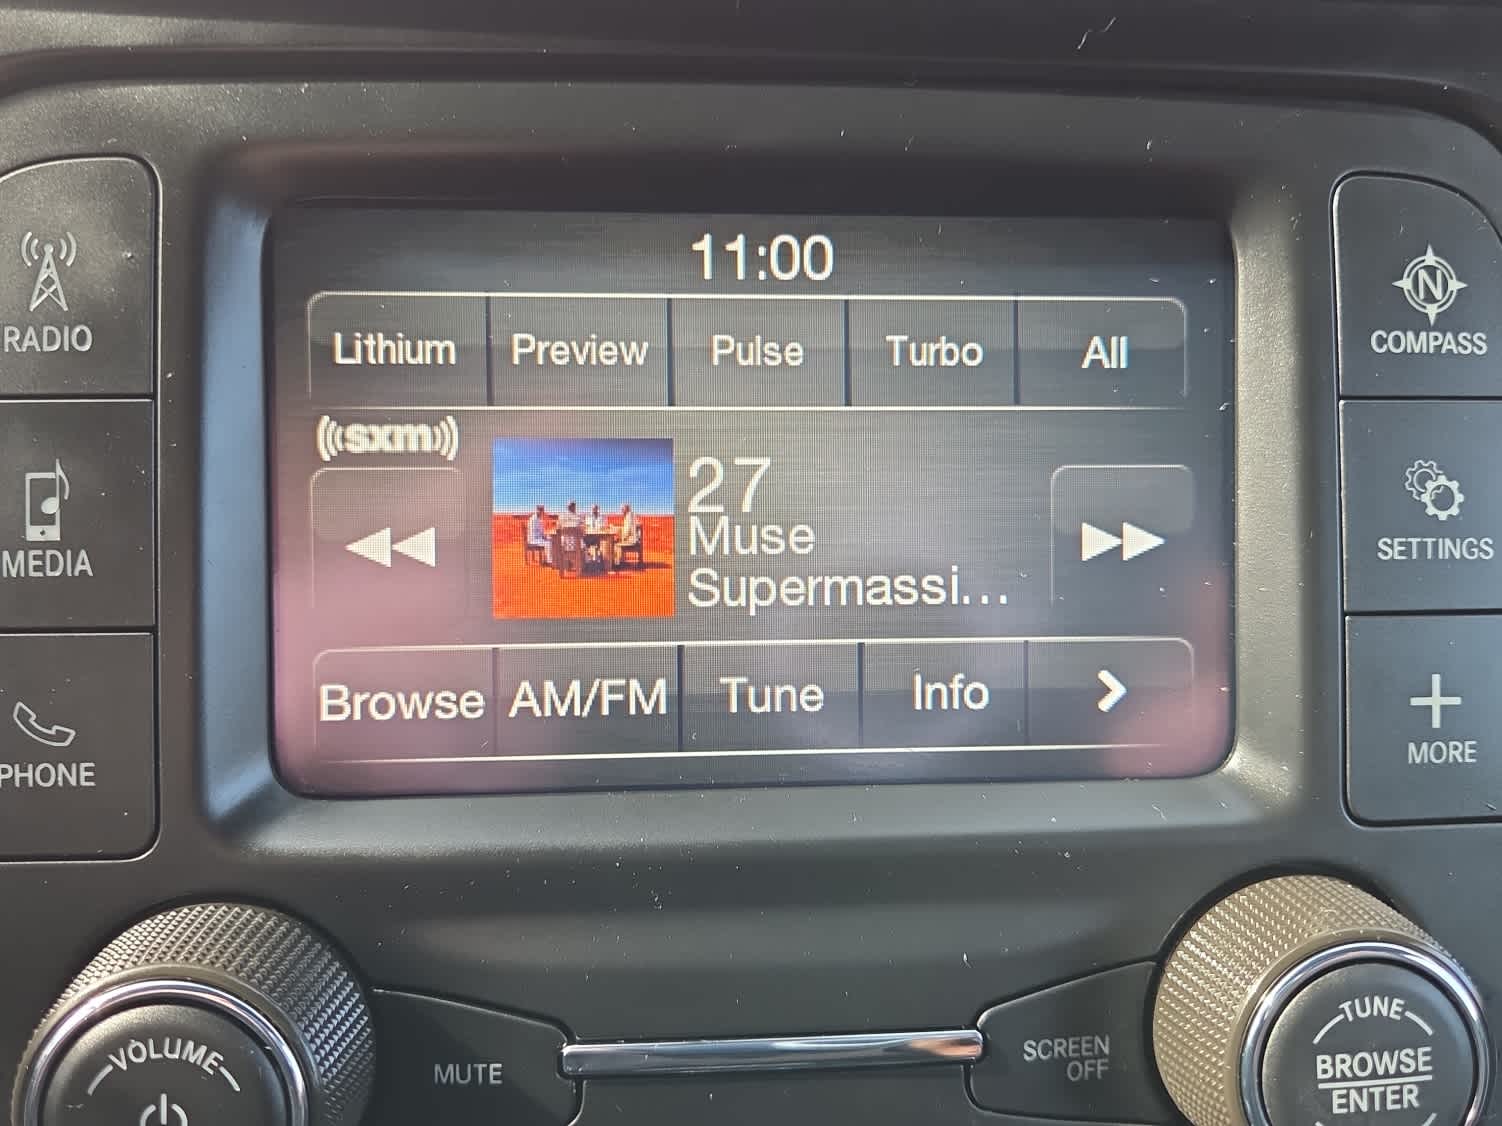 11:00
Lithium Preview Pulse Turbo All
((sxm))
27
Muse
Supermassi...
Browse AM/FM Tune Info
RADIO
MEDIA
PHONE
N
COMPASS
SETTINGS
MORE
VOLUME
MUTE
SCREEN
OFF
TUNE
BROWSE
ENTER